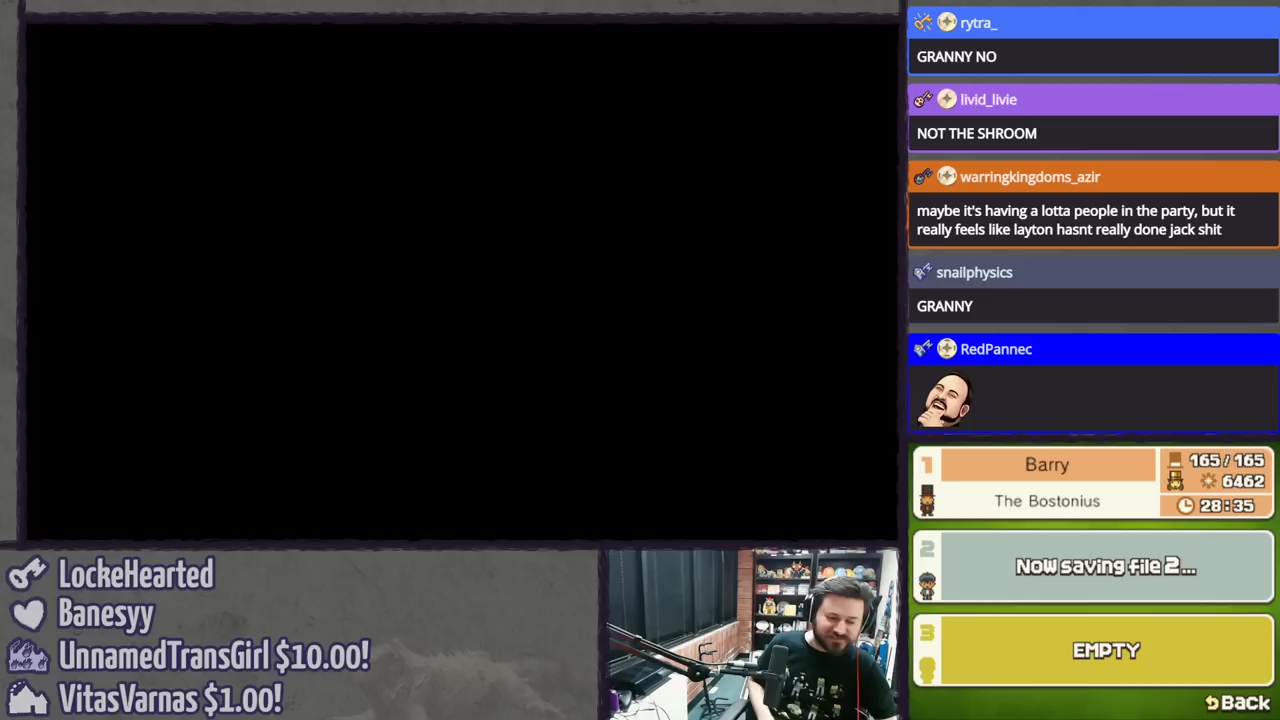 rytra_
GRANNY NO
livid_livie
NOT THE SHROOM
warringkingdoms_azir
maybe it's having a lotta people in the party, but it
really feels like layton hasnt really done jack shit
snailphysics
GRANNY
RedPannec
1
Barry
165/165
6462
The Bostonius
28:35
2
Now saving file 2...
3
EMPTY
Back
LockeHearted
Banesyy
UnnamedTransGirl $10.00!
VitasVarnas $1.00!